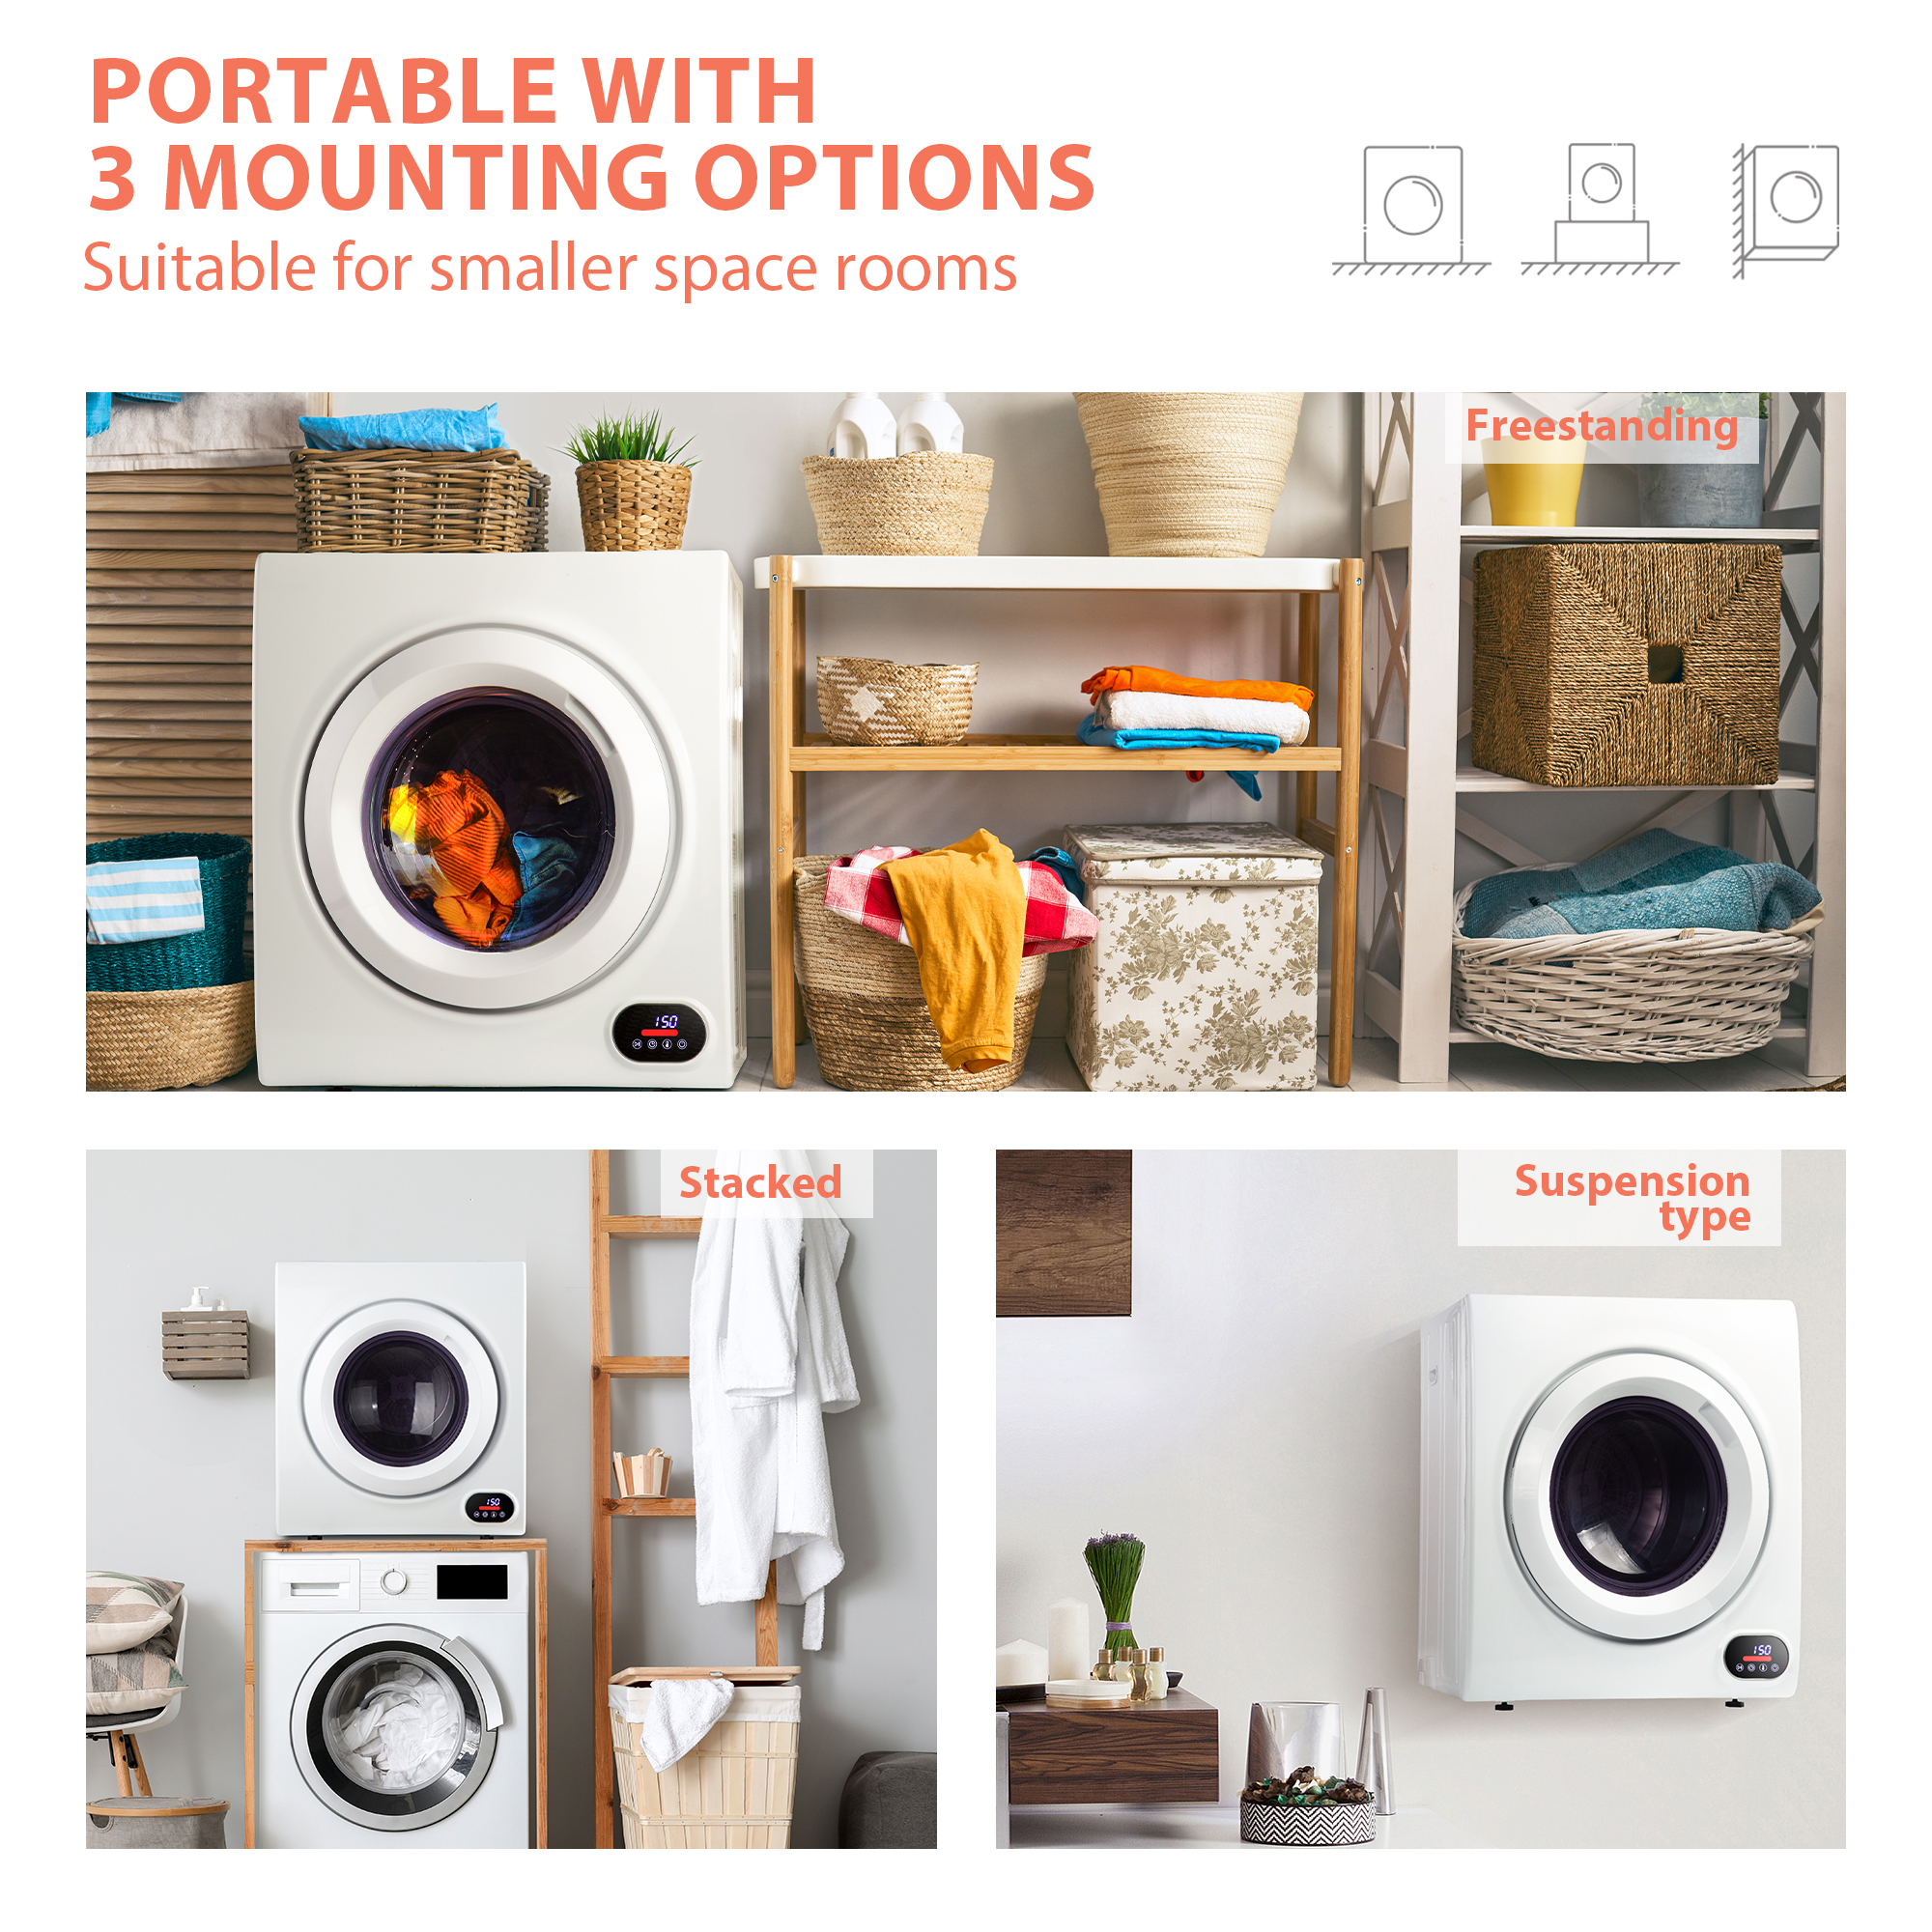 PORTABLE WITH
3 MOUNTING OPTIONS
Suitable for smaller space rooms
Freestanding
150
Stacked
150
Suspension
type
150